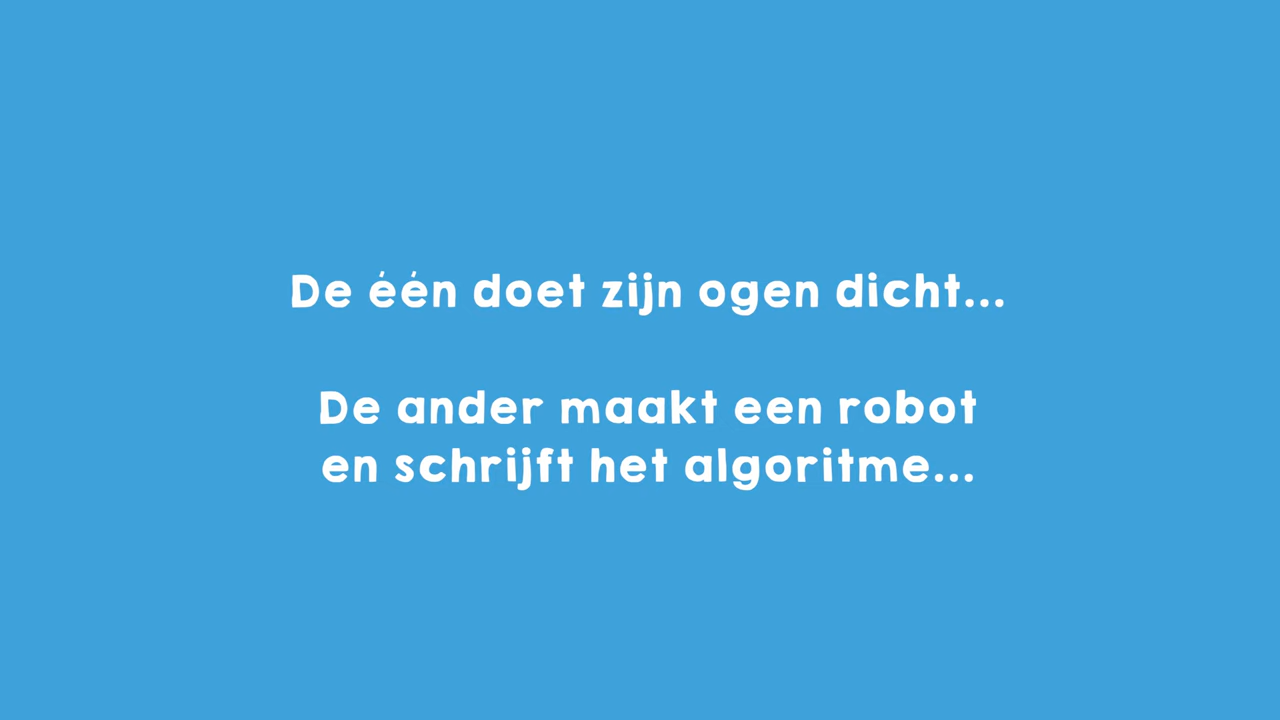 De één doet zijn ogen dicht...
De ander maakt een robot
en schrijft het algoritme...